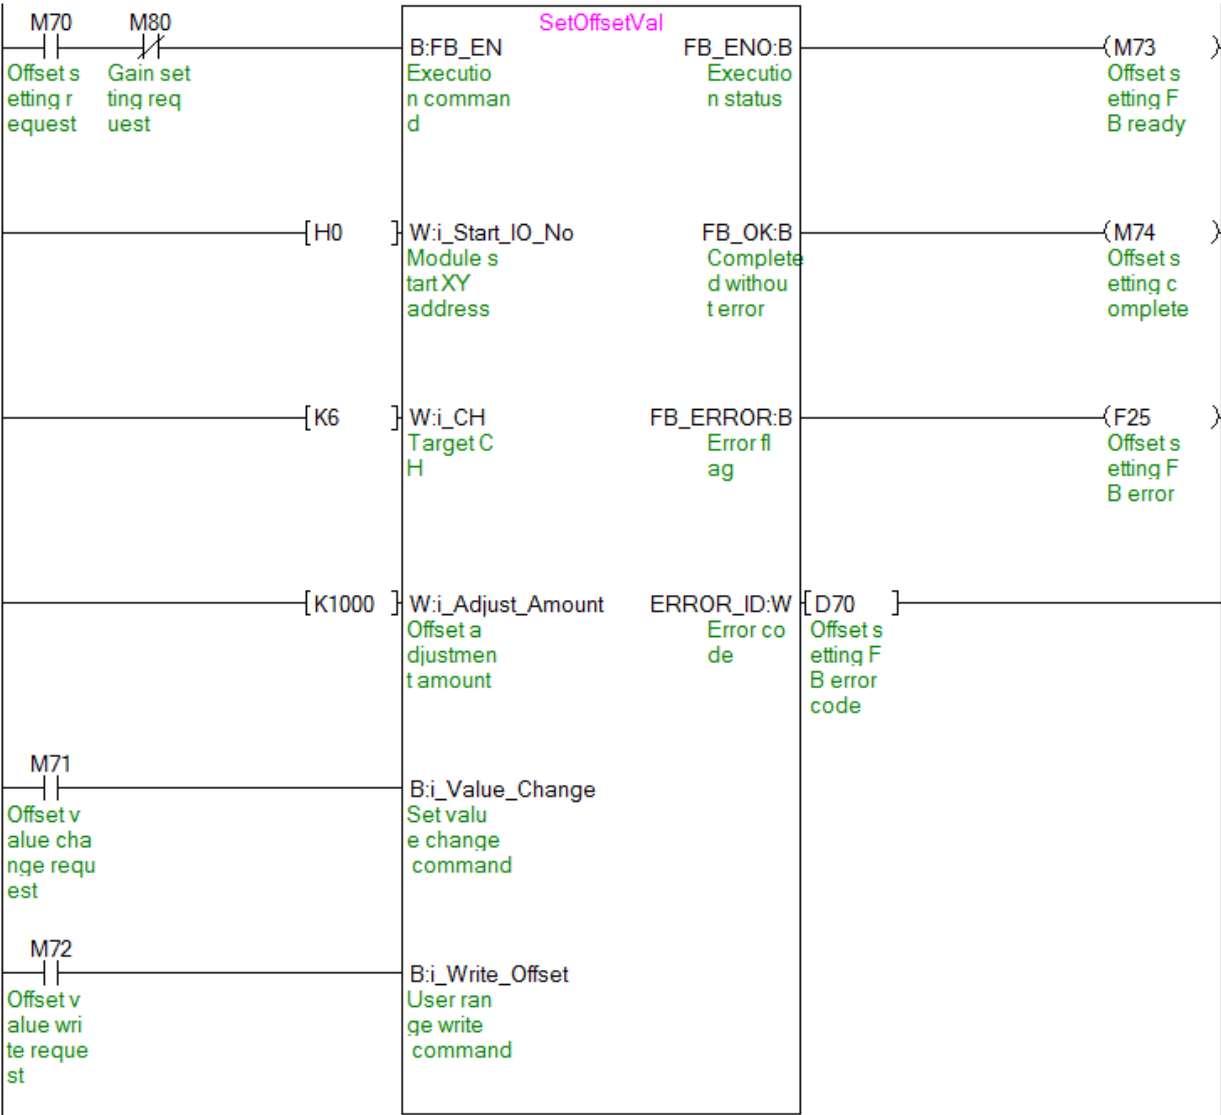 SetOffsetVal
M70 M80
B:FB_EN FB_ENO:B M73
Offset s Gain set Executio Executio Offset s
etting r ting req n comman n status etting F
equest uest d B ready
H0 W:i_Start_IO_No FB_OK:B M74
Module s Complete Offset s
tart XY d withou etting c
address t error omplete
K6 W:i_CH FB_ERROR:B F25
Target C Error fl Offset s
H ag etting F
B error
K1000 W:i_Adjust_Amount ERROR_ID:W D70
Offset a Error co Offset s
djustmen de etting F
t amount B error
code
M71
B:i_Value_Change
Offset v Set valu
alue cha e change
nge requ command
est
M72
B:i_Write_Offset
Offset v User ran
alue wri ge write
te reque command
st